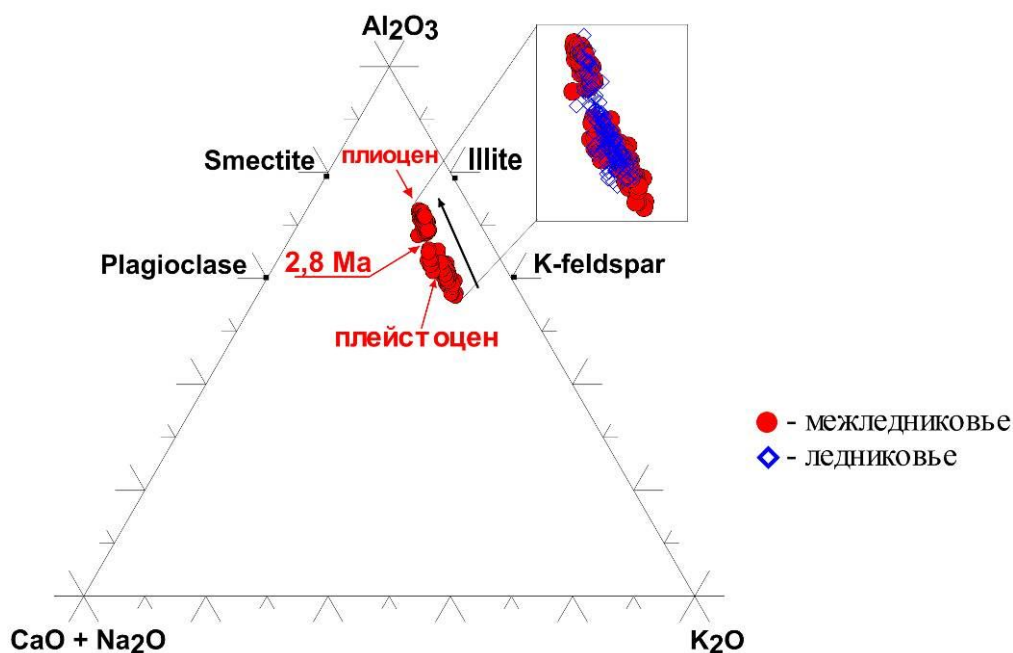 Al₂O₃
Smectite
плиоцен
Illite
Plagioclase
2,8 Ma
K-feldspar
плейстоцен
- межледниковье
- ледниковье
CaO + Na₂O
K₂O